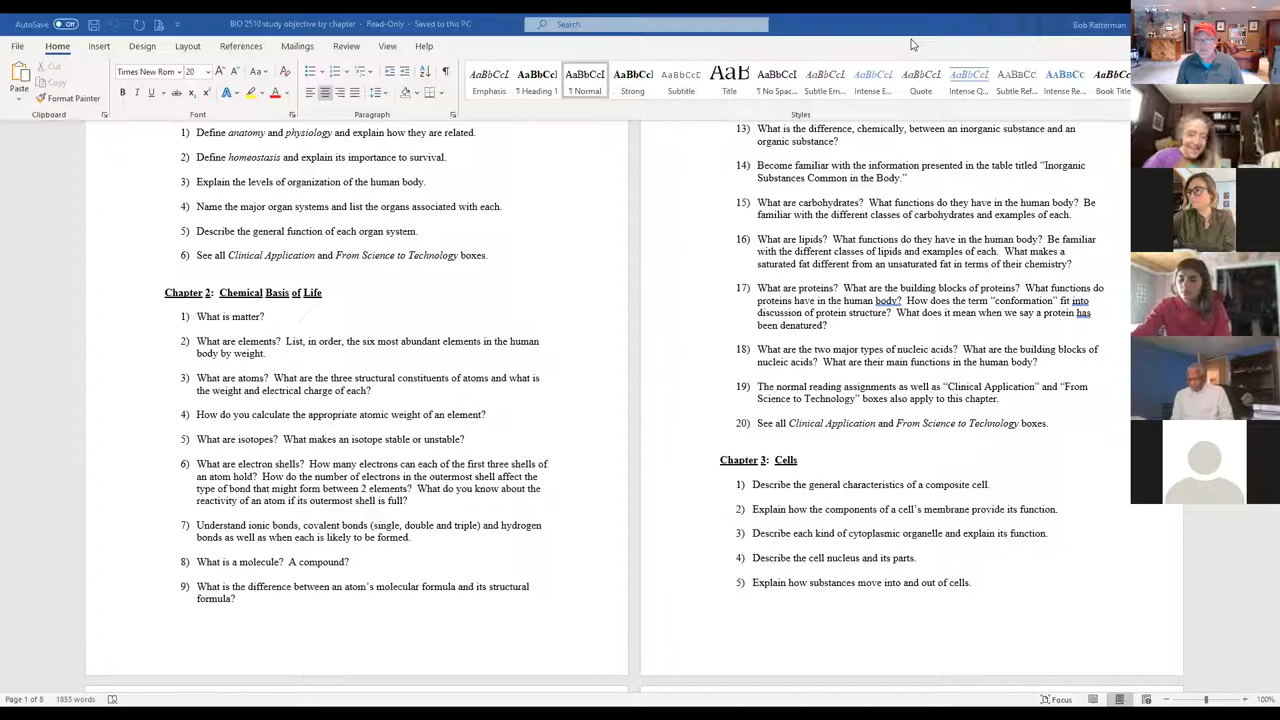 AutoSave Off
BIO 2510 study objective by chapter - Read-Only - Saved to this PC
Search
Bob Ratterman
File Home Insert Design Layout References Mailings Review View Help
Paste
Cut
Copy
Format Painter
Clipboard
Times New Rom 20
Font
Paragraph
AaBbCcI AaBbCc AaBbCcI AaBbCc AaBbCcI AaB AaBbCcI AaBbCcI AaBbCcI AaBbCcI AaBbCcI AaBbCc AaBbCc AaBbCcI
Emphasis ¶ Heading 1 ¶ Normal Strong Subtitle Title ¶ No Spac... Subtle Em... Intense E... Quote Intense Q... Subtle Ref... Intense Re... Book Title
Styles
1) Define anatomy and physiology and explain how they are related.
2) Define homeostasis and explain its importance to survival.
3) Explain the levels of organization of the human body.
4) Name the major organ systems and list the organs associated with each.
5) Describe the general function of each organ system.
6) See all Clinical Application and From Science to Technology boxes.
Chapter 2: Chemical Basis of Life
1) What is matter?
2) What are elements? List, in order, the six most abundant elements in the human
body by weight.
3) What are atoms? What are the three structural constituents of atoms and what is
the weight and electrical charge of each?
4) How do you calculate the appropriate atomic weight of an element?
5) What are isotopes? What makes an isotope stable or unstable?
6) What are electron shells? How many electrons can each of the first three shells of
an atom hold? How do the number of electrons in the outermost shell affect the
type of bond that might form between 2 elements? What do you know about the
reactivity of an atom if its outermost shell is full?
7) Understand ionic bonds, covalent bonds (single, double and triple) and hydrogen
bonds as well as when each is likely to be formed.
8) What is a molecule? A compound?
9) What is the difference between an atom's molecular formula and its structural
formula?
13) What is the difference, chemically, between an inorganic substance and an
organic substance?
14) Become familiar with the information presented in the table titled “Inorganic
Substances Common in the Body.”
15) What are carbohydrates? What functions do they have in the human body? Be
familiar with the different classes of carbohydrates and examples of each.
16) What are lipids? What functions do they have in the human body? Be familiar
with the different classes of lipids and examples of each. What makes a
saturated fat different from an unsaturated fat in terms of their chemistry?
17) What are proteins? What are the building blocks of proteins? What functions do
proteins have in the human body? How does the term “conformation” fit into
discussion of protein structure? What does it mean when we say a protein has
been denatured?
18) What are the two major types of nucleic acids? What are the building blocks of
nucleic acids? What are their main functions in the human body?
19) The normal reading assignments as well as “Clinical Application” and “From
Science to Technology” boxes also apply to this chapter.
20) See all Clinical Application and From Science to Technology boxes.
Chapter 3: Cells
1) Describe the general characteristics of a composite cell.
2) Explain how the components of a cell's membrane provide its function.
3) Describe each kind of cytoplasmic organelle and explain its function.
4) Describe the cell nucleus and its parts.
5) Explain how substances move into and out of cells.
Page 1 of 8 1853 words
Focus
100%